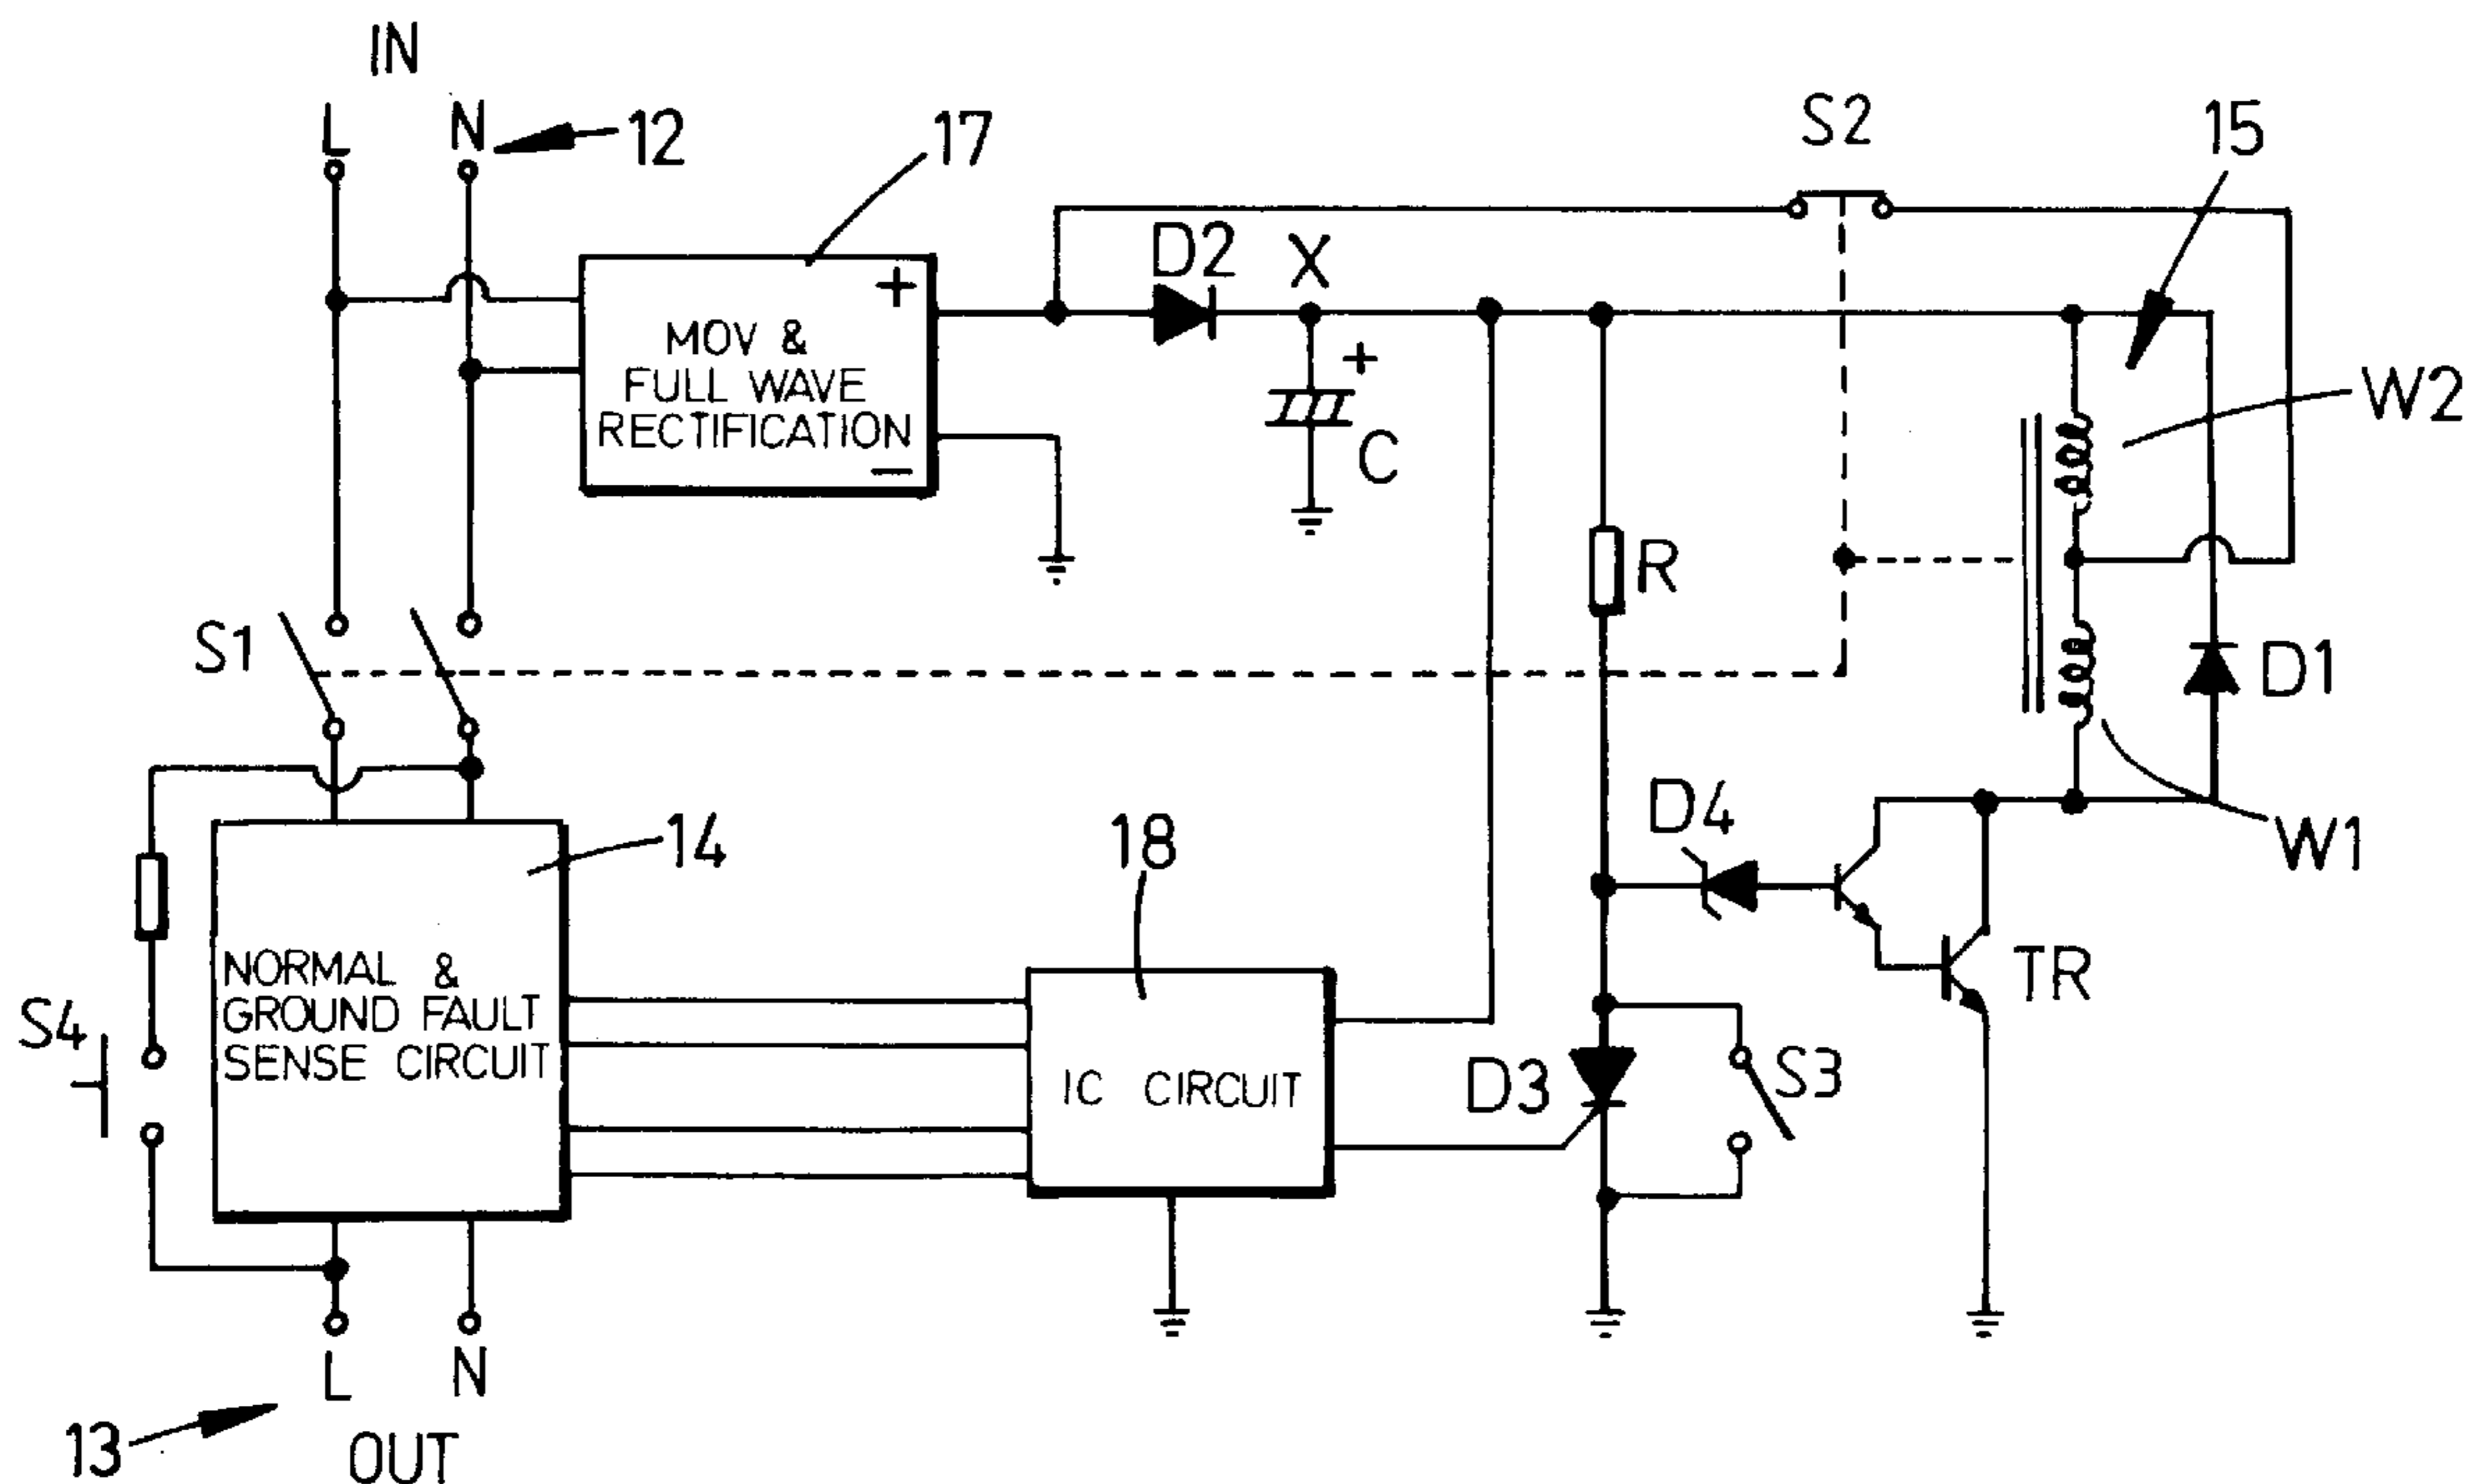 IN
L N 12
17
S2
15
D2 X
+
MOV &
FULL WAVE
RECTIFICATION
−
+
C
W2
R
S1
D1
D4
W1
14
18
NORMAL &
GROUND FAULT
SENSE CIRCUIT
S4
IC CIRCUIT
D3
S3
TR
L N
13
OUT